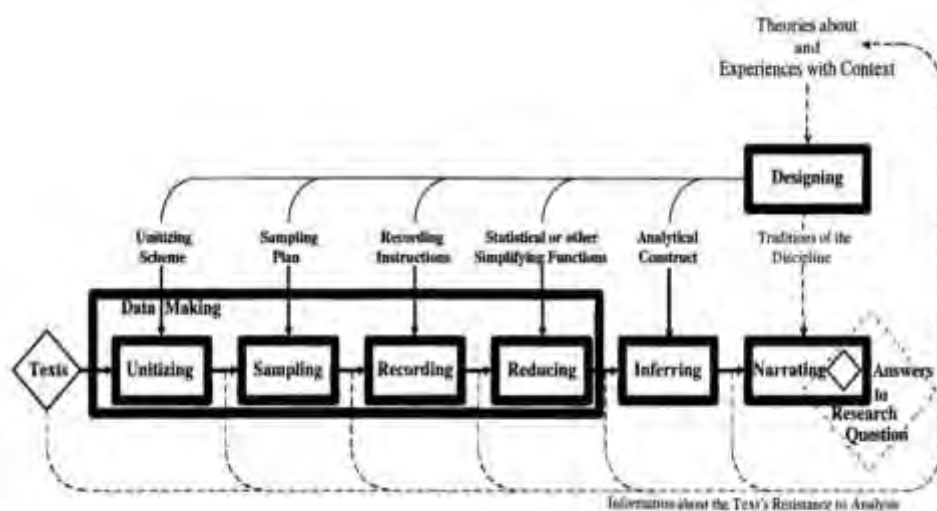 Theories about
and
Experiences with Context
Designing
Unitizing
Scheme
Sampling
Plan
Recording
Instructions
Statistical or other
Simplifying Functions
Analytical
Construct
Traditions of the
Discipline
Data Making
Texts
Unitizing
Sampling
Recording
Reducing
Inferring
Narrating
Answers
to
Research
Question
Information about the Text's Resistance to Analysis